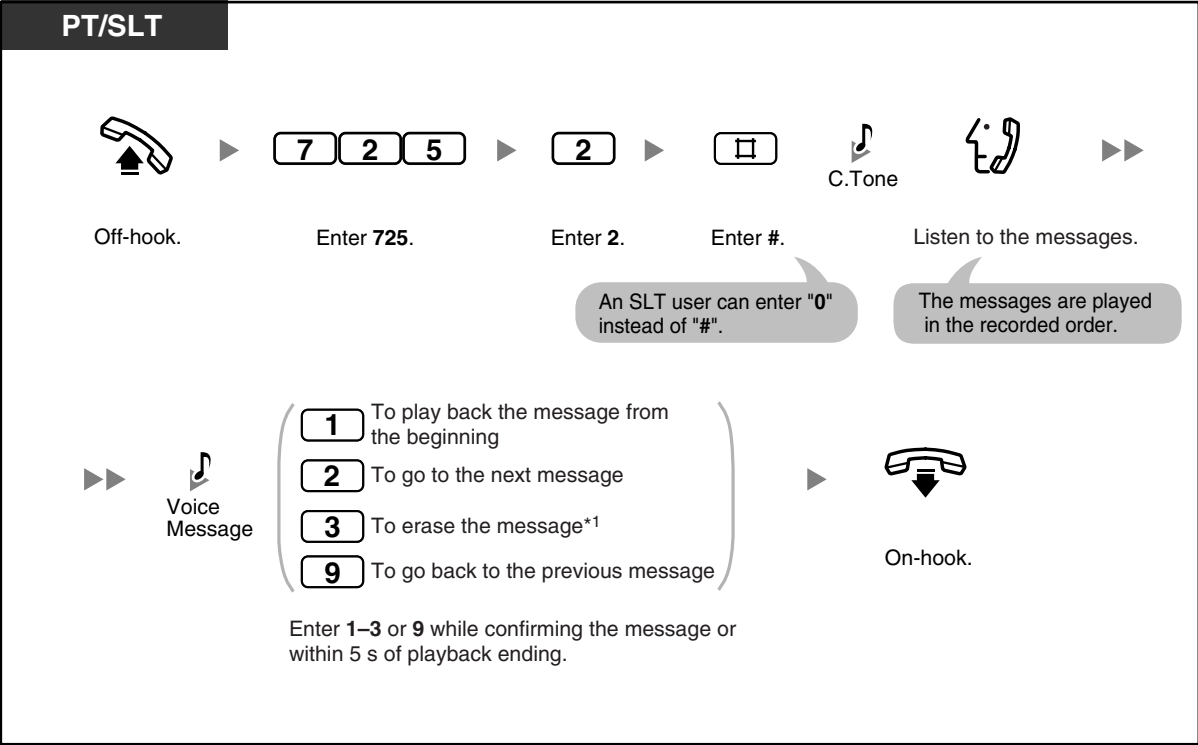 PT/SLT
7 2 5
2
#
C.Tone
Off-hook.
Enter 725.
Enter 2.
Enter #.
Listen to the messages.
An SLT user can enter "0"
instead of "#".
The messages are played
in the recorded order.
Voice
Message
1 To play back the message from
the beginning
2 To go to the next message
3 To erase the message*1
9 To go back to the previous message
Enter 1–3 or 9 while confirming the message or
within 5 s of playback ending.
On-hook.